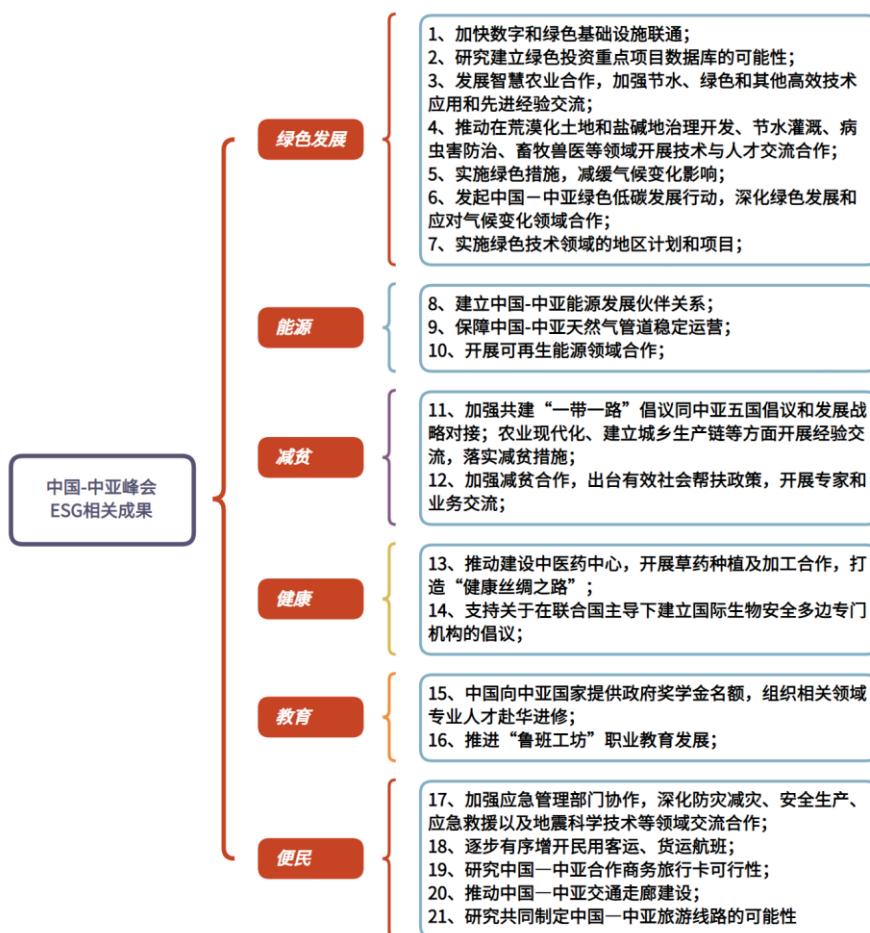 中国-中亚峰会
ESG相关成果
绿色发展
1、加快数字和绿色基础设施联通；
2、研究建立绿色投资重点项目数据库的可能性；
3、发展智慧农业合作，加强节水、绿色和其他高效技术
应用和先进经验交流；
4、推动在荒漠化土地和盐碱地治理开发、节水灌溉、病
虫害防治、畜牧兽医等领域开展技术与人才交流合作；
5、实施绿色措施，减缓气候变化影响；
6、发起中国－中亚绿色低碳发展行动，深化绿色发展和
应对气候变化领域合作；
7、实施绿色技术领域的地区计划和项目；
能源
8、建立中国-中亚能源发展伙伴关系；
9、保障中国-中亚天然气管道稳定运营；
10、开展可再生能源领域合作；
减贫
11、加强共建“一带一路”倡议同中亚五国倡议和发展战
略对接；农业现代化、建立城乡生产链等方面开展经验交
流，落实减贫措施；
12、加强减贫合作，出台有效社会帮扶政策，开展专家和
业务交流；
健康
13、推动建设中医药中心，开展草药种植及加工合作，打
造“健康丝绸之路”；
14、支持关于在联合国主导下建立国际生物安全多边专门
机构的倡议；
教育
15、中国向中亚国家提供政府奖学金名额，组织相关领域
专业人才赴华进修；
16、推进“鲁班工坊”职业教育发展；
便民
17、加强应急管理部门协作，深化防灾减灾、安全生产、
应急救援以及地震科学技术等领域交流合作；
18、逐步有序增开民用客运、货运航班；
19、研究中国—中亚合作商务旅行卡可行性；
20、推动中国—中亚交通走廊建设；
21、研究共同制定中国—中亚旅游线路的可能性